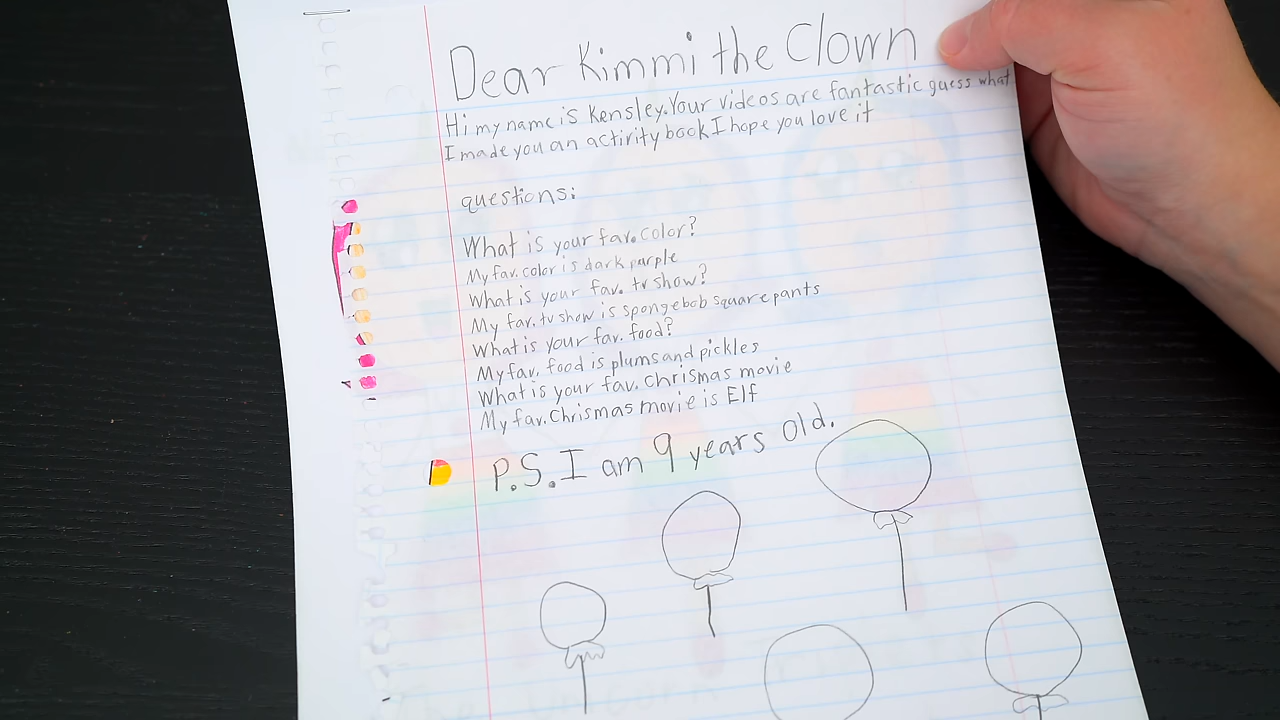 Dear Kimmi the Clown
Hi my name is Kensley. Your videos are fantastic guess what
I made you an activity book I hope you love it
questions:
What is your fav. color?
My fav. color is dark purple
What is your fav. tv show?
My fav. tv show is spongebob squarepants
What is your fav. food?
My fav. food is plums and pickles
What is your fav. Chrismas movie
My fav. Chrismas movie is Elf
P.S. I am 9 years old.